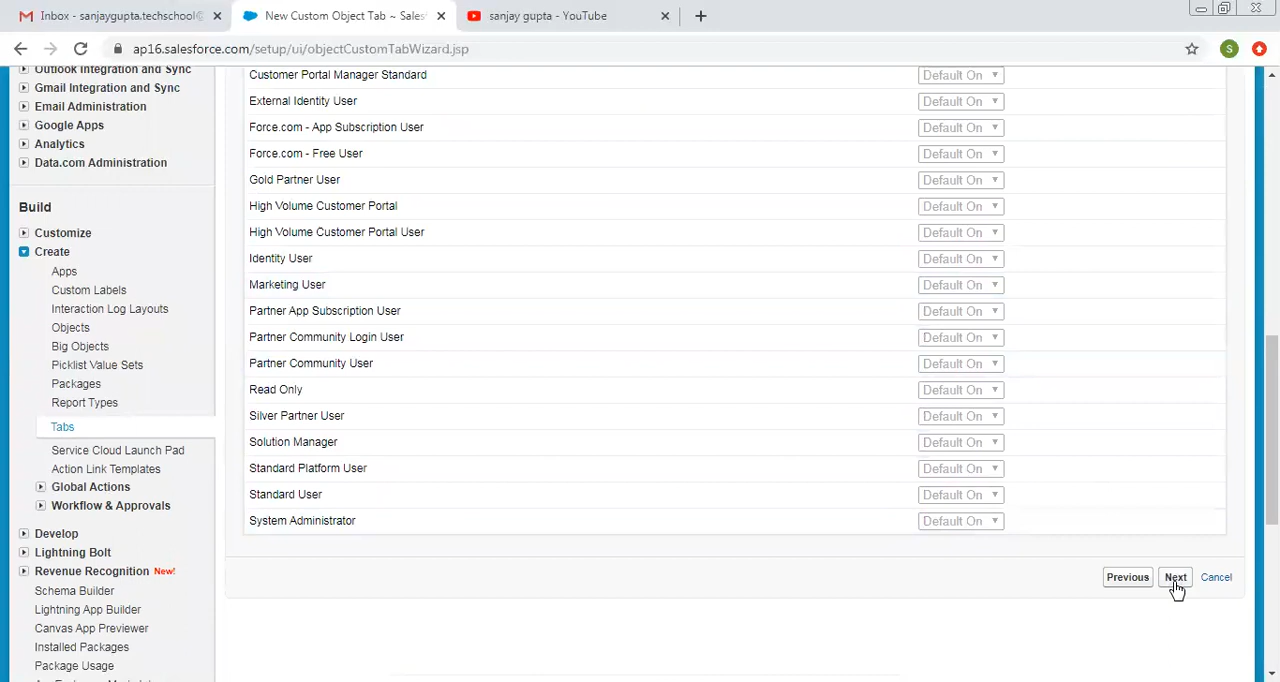 Inbox - sanjaygupta.techschool@
New Custom Object Tab ~ Sales
sanjay gupta - YouTube
ap16.salesforce.com/setup/ui/objectCustomTabWizard.jsp
S
Outlook Integration and Sync
Gmail Integration and Sync
Email Administration
Google Apps
Analytics
Data.com Administration
Build
Customize
Create
Apps
Custom Labels
Interaction Log Layouts
Objects
Big Objects
Picklist Value Sets
Packages
Report Types
Tabs
Service Cloud Launch Pad
Action Link Templates
Global Actions
Workflow & Approvals
Develop
Lightning Bolt
Revenue Recognition New!
Schema Builder
Lightning App Builder
Canvas App Previewer
Installed Packages
Package Usage
Customer Portal Manager Standard Default On
External Identity User Default On
Force.com - App Subscription User Default On
Force.com - Free User Default On
Gold Partner User Default On
High Volume Customer Portal Default On
High Volume Customer Portal User Default On
Identity User Default On
Marketing User Default On
Partner App Subscription User Default On
Partner Community Login User Default On
Partner Community User Default On
Read Only Default On
Silver Partner User Default On
Solution Manager Default On
Standard Platform User Default On
Standard User Default On
System Administrator Default On
Previous Next Cancel